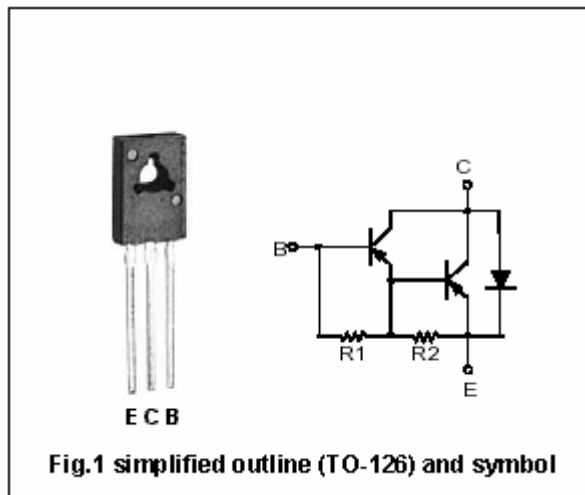 C
B
R1 R2
E
E C B
Fig.1 simplified outline (TO-126) and symbol